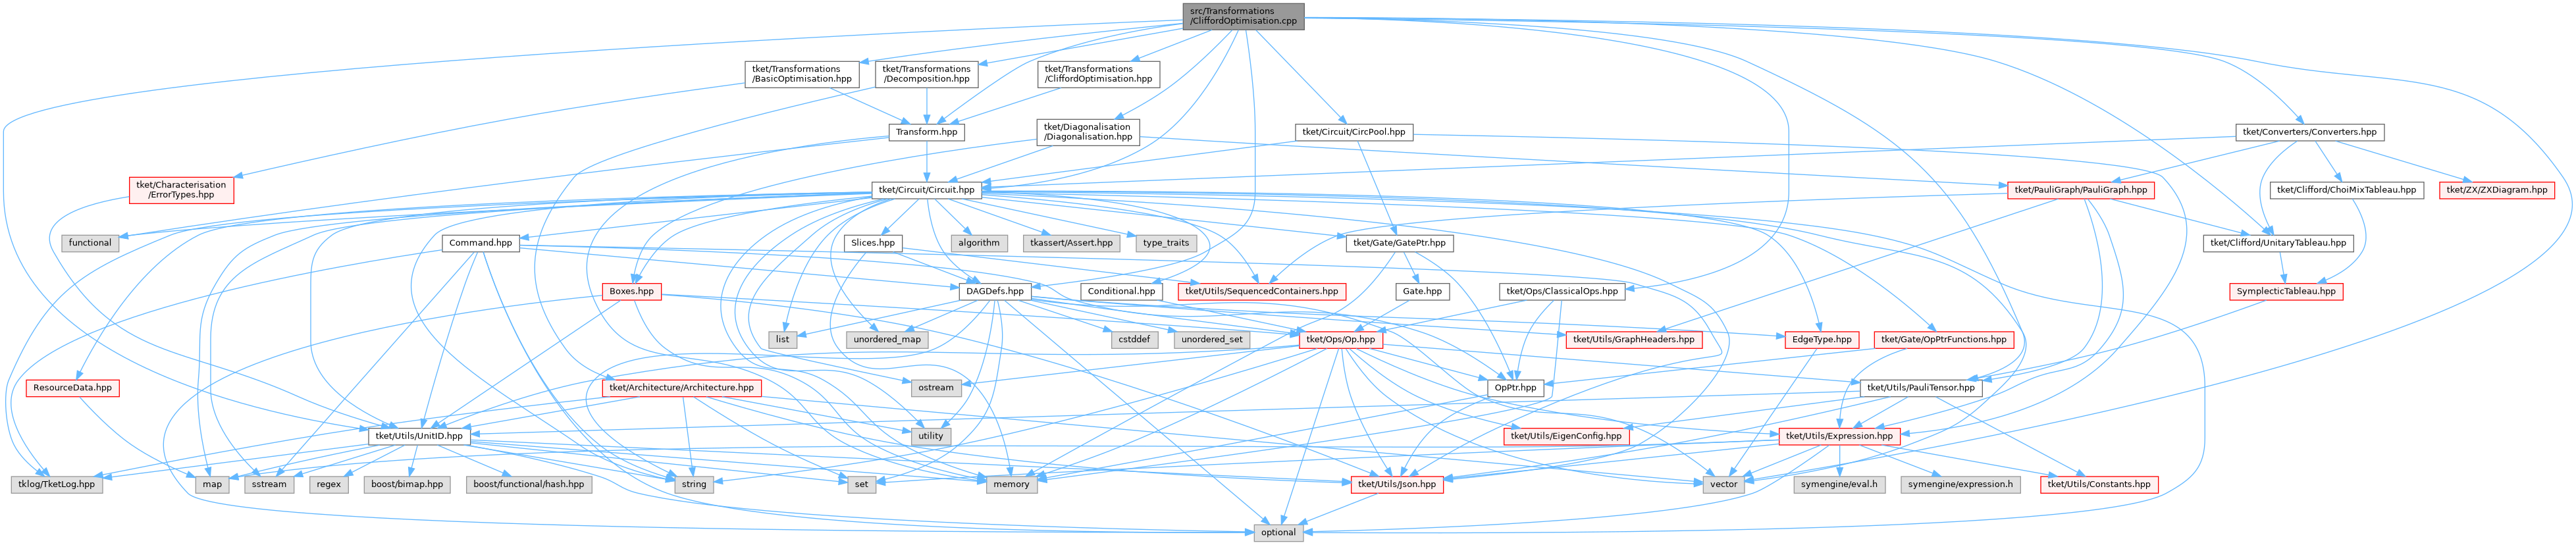 src/Transformations
/CliffordOptimisation.cpp
tket/Transformations
/BasicOptimisation.hpp
tket/Transformations
/Decomposition.hpp
tket/Transformations
/CliffordOptimisation.hpp
Transform.hpp
tket/Diagonalisation
/Diagonalisation.hpp
tket/Circuit/CircPool.hpp
tket/Converters/Converters.hpp
tket/Characterisation
/ErrorTypes.hpp
tket/Circuit/Circuit.hpp
tket/PauliGraph/PauliGraph.hpp
tket/Clifford/ChoiMixTableau.hpp
tket/ZX/ZXDiagram.hpp
functional
Command.hpp
Slices.hpp
algorithm
tkassert/Assert.hpp
type_traits
tket/Gate/GatePtr.hpp
tket/Clifford/UnitaryTableau.hpp
Boxes.hpp
DAGDefs.hpp
Conditional.hpp
tket/Utils/SequencedContainers.hpp
Gate.hpp
tket/Ops/ClassicalOps.hpp
SymplecticTableau.hpp
list
unordered_map
cstddef
unordered_set
tket/Ops/Op.hpp
tket/Utils/GraphHeaders.hpp
EdgeType.hpp
tket/Gate/OpPtrFunctions.hpp
ResourceData.hpp
tket/Architecture/Architecture.hpp
ostream
OpPtr.hpp
tket/Utils/PauliTensor.hpp
tket/Utils/UnitID.hpp
utility
tket/Utils/EigenConfig.hpp
tket/Utils/Expression.hpp
tklog/TketLog.hpp
map
sstream
regex
boost/bimap.hpp
boost/functional/hash.hpp
string
set
memory
tket/Utils/Json.hpp
vector
symengine/eval.h
symengine/expression.h
tket/Utils/Constants.hpp
optional